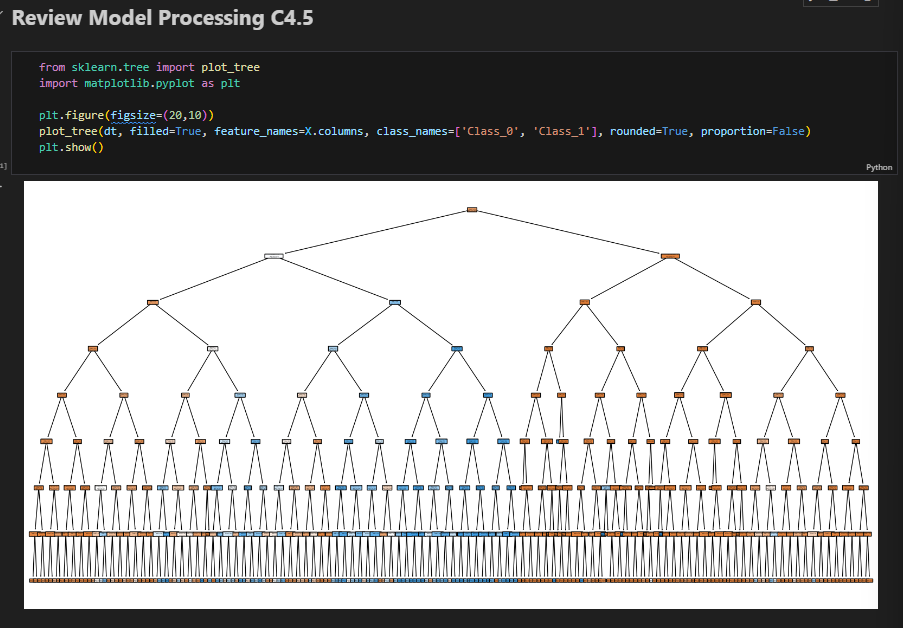 Review Model Processing C4.5
from sklearn.tree import plot_tree
import matplotlib.pyplot as plt
plt.figure(figsize=(20,10))
plot_tree(dt, filled=True, feature_names=X.columns, class_names=['Class_0', 'Class_1'], rounded=True, proportion=False)
plt.show()
Python